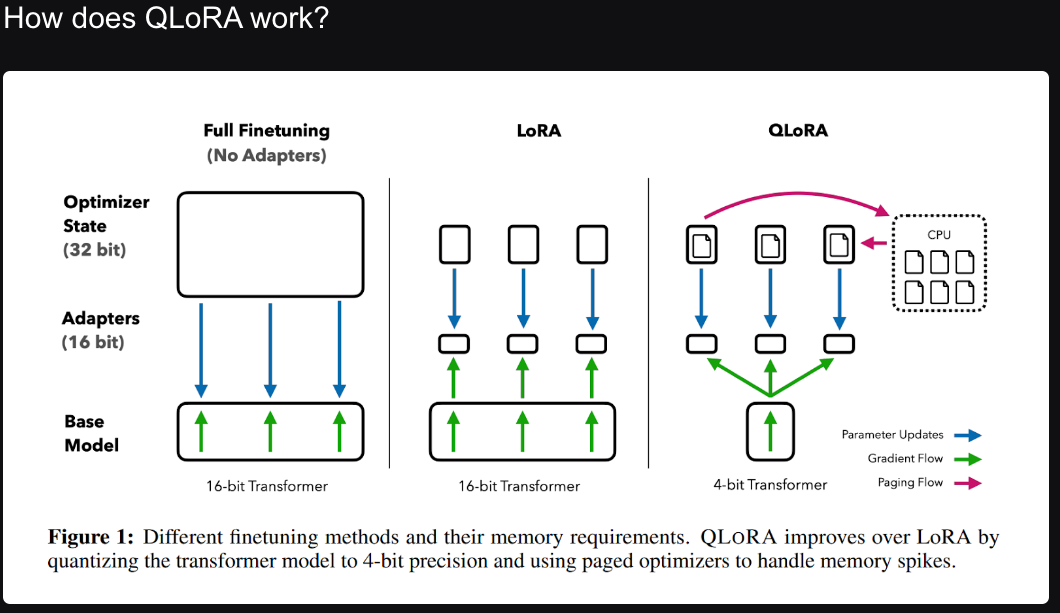 How does QLoRA work?
Full Finetuning
(No Adapters)
LoRA
QLoRA
Optimizer
State
(32 bit)
CPU
Adapters
(16 bit)
Base
Model
Parameter Updates
Gradient Flow
Paging Flow
16-bit Transformer
16-bit Transformer
4-bit Transformer
Figure 1: Different finetuning methods and their memory requirements. QLORA improves over LoRA by
quantizing the transformer model to 4-bit precision and using paged optimizers to handle memory spikes.